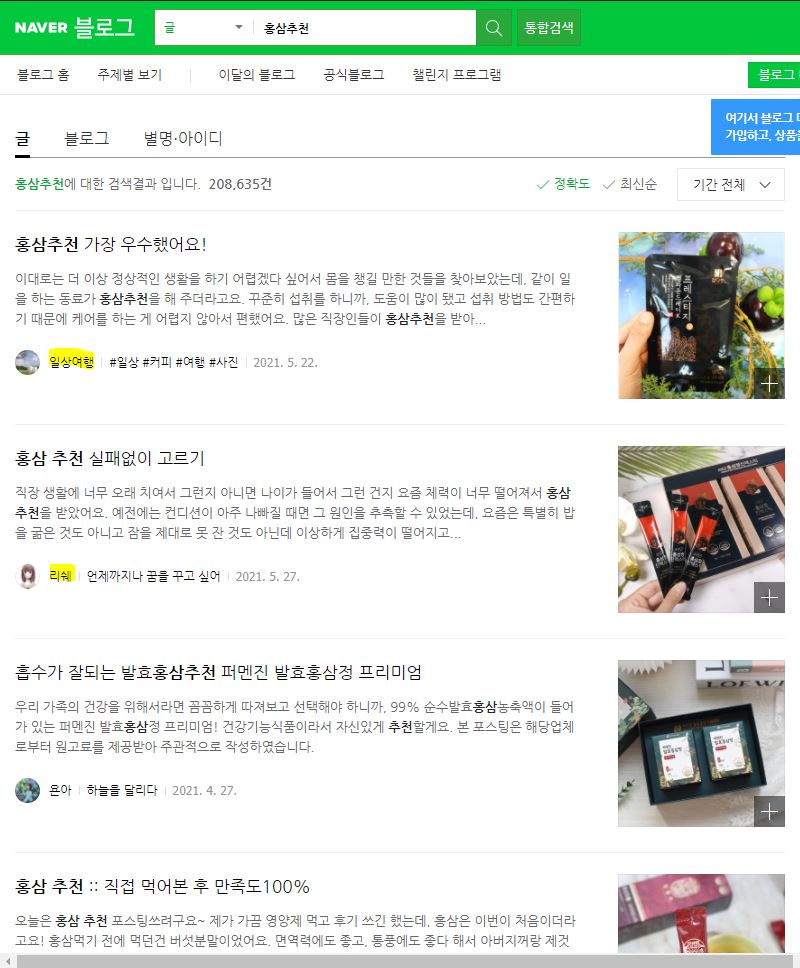 NAVER 블로그
글
홍삼추천
통합검색
블로그 홈 주제별 보기 이달의 블로그 공식블로그 챌린지 프로그램
블로그
여기서 블로그
가입하고, 상품을
글 블로그 별명·아이디
홍삼추천에 대한 검색결과 입니다. 208,635건
정확도 최신순 기간 전체
홍삼추천 가장 우수했어요!
이대로는 더 이상 정상적인 생활을 하기 어렵겠다 싶어서 몸을 챙길 만한 것들을 찾아보았는데, 같이 일
을 하는 동료가 홍삼추천을 해 주더라고요. 꾸준히 섭취를 하니까, 도움이 많이 됐고 섭취 방법도 간편하
기 때문에 케어를 하는 게 어렵지 않아서 편했어요. 많은 직장인들이 홍삼추천을 받아...
일상여행 #일상 #커피 #여행 #사진 2021. 5. 22.
프레스티지
홍삼 추천 실패없이 고르기
직장 생활에 너무 오래 치여서 그런지 아니면 나이가 들어서 그런 건지 요즘 체력이 너무 떨어져서 홍삼
추천을 받았어요. 예전에는 컨디션이 아주 나빠질 때면 그 원인을 추측할 수 있었는데, 요즘은 특별히 밥
을 굶은 것도 아니고 잠을 제대로 못 잔 것도 아닌데 이상하게 집중력이 떨어지고...
리쉐 언제까지나 꿈을 꾸고 싶어 2021. 5. 27.
흡수가 잘되는 발효홍삼추천 퍼멘진 발효홍삼정 프리미엄
우리 가족의 건강을 위해서라면 꼼꼼하게 따져보고 선택해야 하니까, 99% 순수발효홍삼농축액이 들어
가 있는 퍼멘진 발효홍삼정 프리미엄! 건강기능식품이라서 자신있게 추천할게요. 본 포스팅은 해당업체
로부터 원고료를 제공받아 주관적으로 작성하였습니다.
욘아 하늘을 달리다 2021. 4. 27.
LOEWE
홍삼 추천 :: 직접 먹어본 후 만족도100%
오늘은 홍삼 추천 포스팅쓰려구요~ 제가 가끔 영양제 먹고 후기 쓰긴 했는데, 홍삼은 이번이 처음이더라
고요! 홍삼먹기 전에 먹던건 버섯분말이었어요. 면역력에도 좋고, 통풍에도 좋다 해서 아버지꺼랑 제것